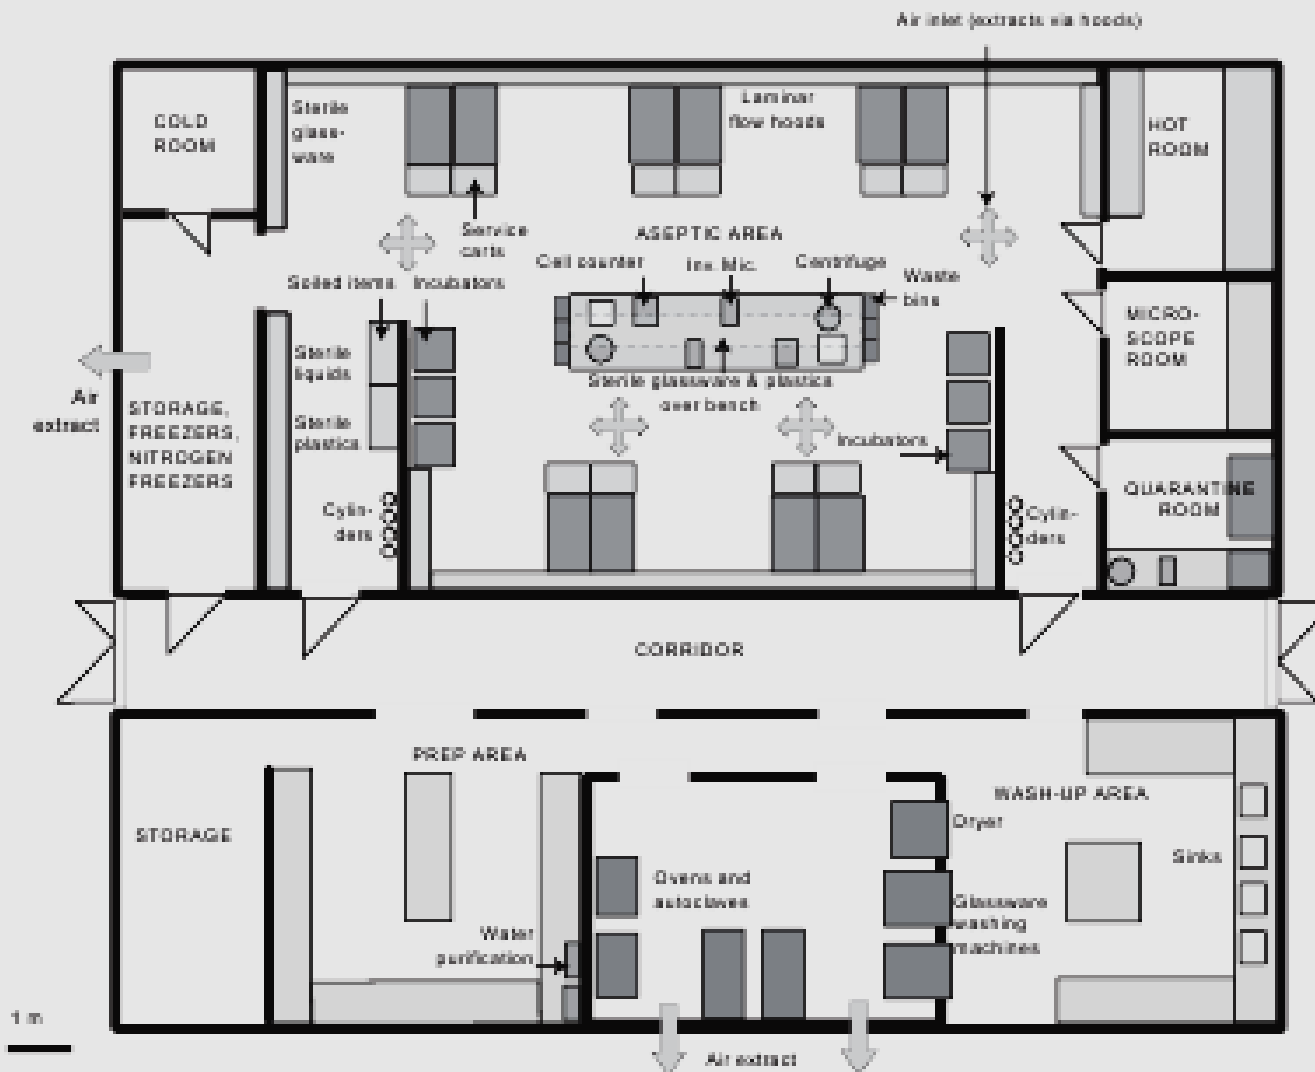 Air inlet (extracts via hoods)
COLD
ROOM
Sterile
glass-
ware
Laminar
flow hoods
HOT
ROOM
Service
carts
ASEPTIC AREA
Soiled items
Incubators
Cell counter
Inv. Mic.
Centrifuge
Waste
bins
MICRO-
SCOPE
ROOM
Sterile
liquids
Sterile glassware & plastics
over bench
Air
extract
STORAGE,
FREEZERS,
NITROGEN
FREEZERS
Sterile
plastics
Incubators
QUARANTINE
ROOM
Cylin-
ders
Cylin-
ders
CORRIDOR
PREP AREA
WASH-UP AREA
STORAGE
Dryer
Sinks
Ovens and
autoclaves
Glassware
washing
machines
Water
purification
1 m
Air extract